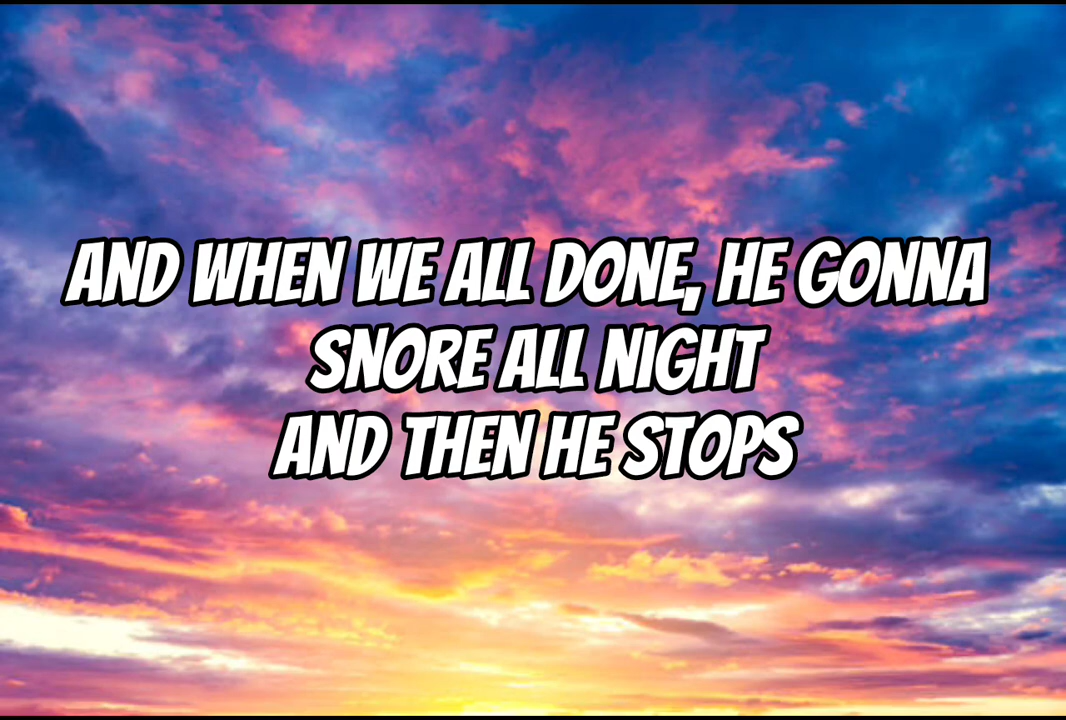 AND WHEN WE ALL DONE, HE GONNA
SNORE ALL NIGHT
AND THEN HE STOPS